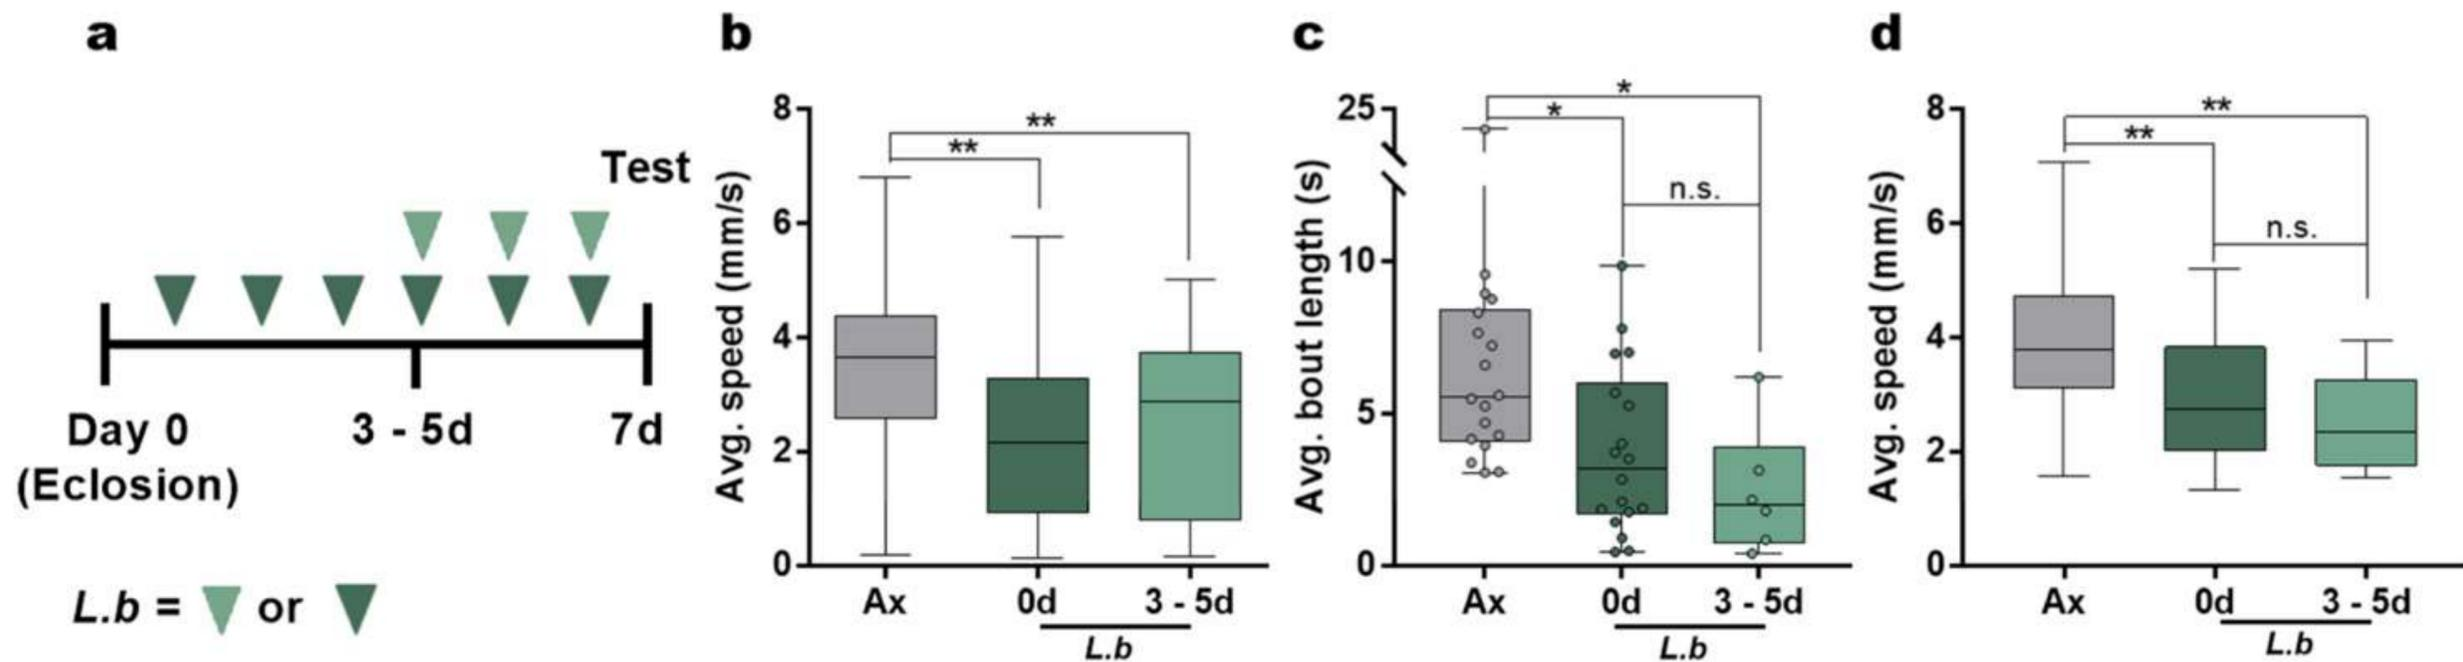 a
Test
Day 0
3 - 5d
7d
(Eclosion)
L.b = or
b
Avg. speed (mm/s)
8
6
4
2
0
**
**
Ax
0d
3 - 5d
L.b
c
Avg. bout length (s)
25
10
5
0
*
*
n.s.
Ax
0d
3 - 5d
L.b
d
Avg. speed (mm/s)
8
6
4
2
0
**
**
n.s.
Ax
0d
3 - 5d
L.b